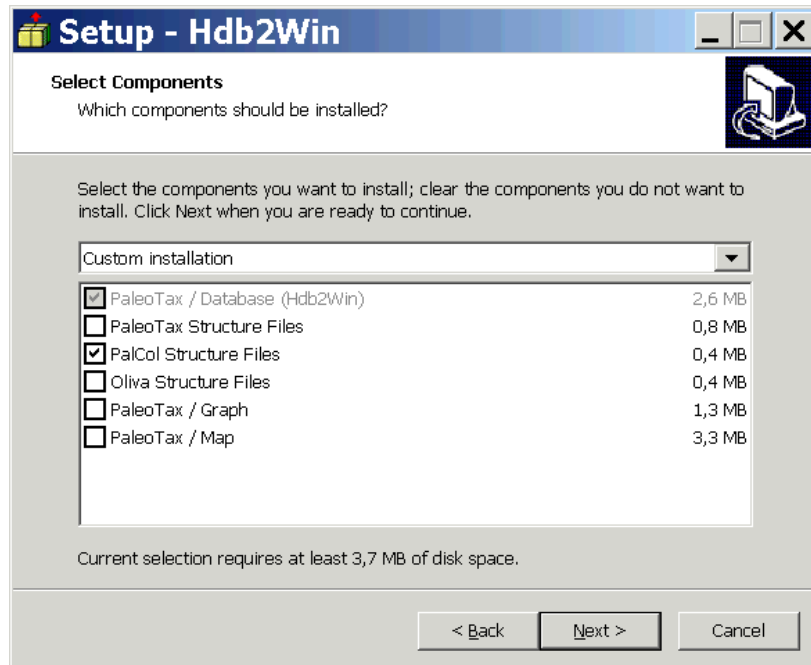 Setup - Hdb2Win
Select Components
Which components should be installed?
Select the components you want to install; clear the components you do not want to
install. Click Next when you are ready to continue.
Custom installation
PaleoTax / Database (Hdb2Win) 2,6 MB
PaleoTax Structure Files 0,8 MB
PalCol Structure Files 0,4 MB
Oliva Structure Files 0,4 MB
PaleoTax / Graph 1,3 MB
PaleoTax / Map 3,3 MB
Current selection requires at least 3,7 MB of disk space.
< Back Next > Cancel